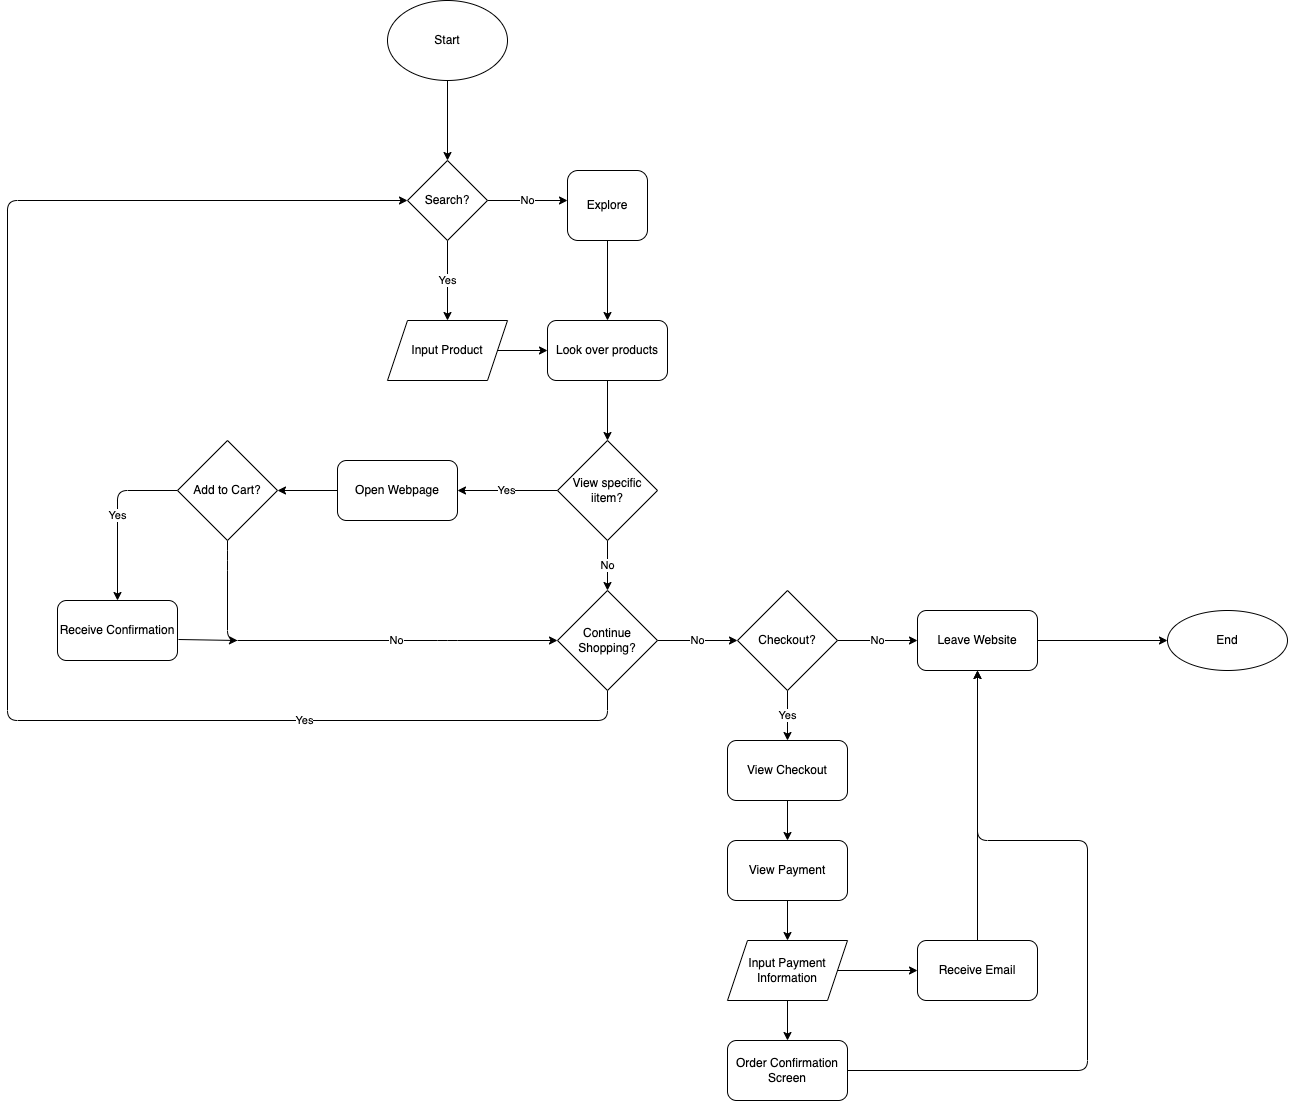 Start
Search?
No
Explore
Yes
Input Product
Look over products
Add to Cart?
Open Webpage
Yes
View specific
iitem?
Yes
No
Receive Confirmation
No
Continue
Shopping?
No
Checkout?
No
Leave Website
End
Yes
Yes
View Checkout
View Payment
Input Payment
Information
Receive Email
Order Confirmation
Screen